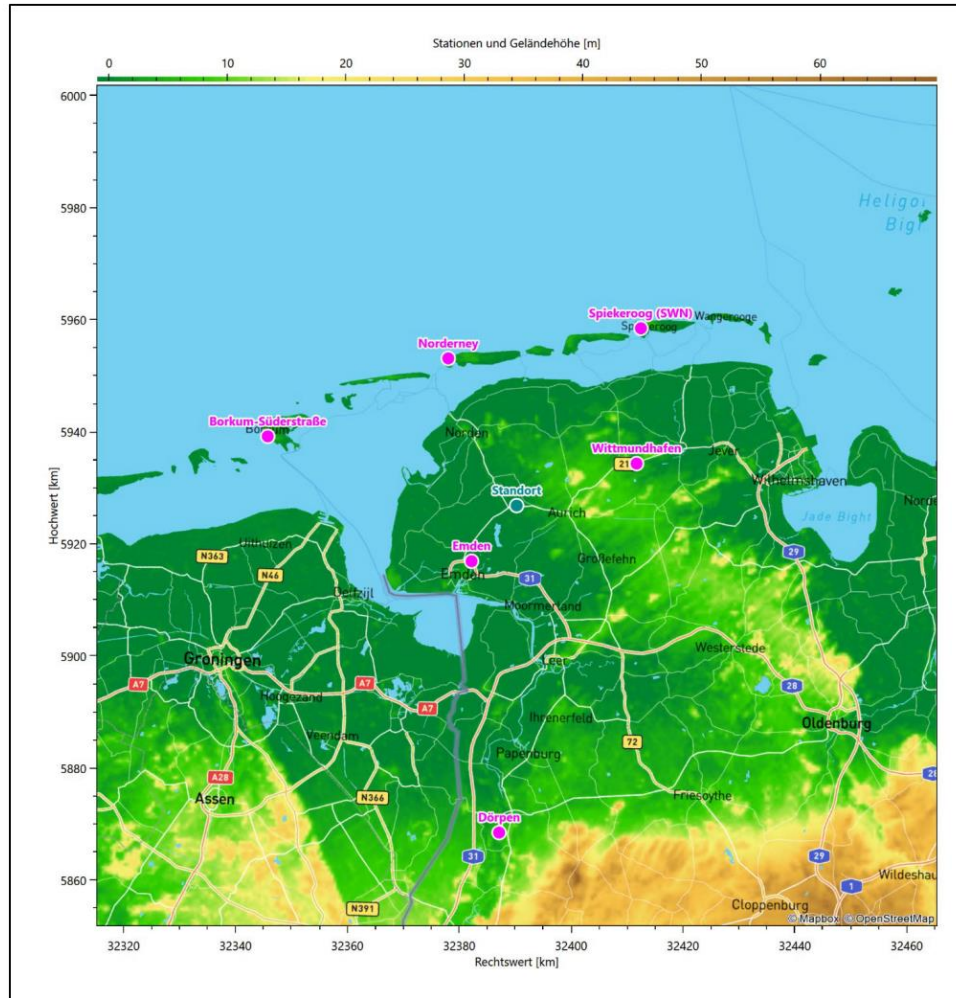 Stationen und Geländehöhe [m]
0 10 20 30 40 50 60
6000
5980
5960
5940
5920
5900
5880
5860
Hochwert [km]
Heligo
Bigh
Spiekeroog (SWN)
Wangerooge
Norderney
Borkum-Süderstraße
Norden
Wittmundhafen
Jever
21
Wilhelmshaven
Standort
Aurich
Jade Bight
Norde
Uithuizen
N363
Emden
Großefehn
29
N46
Emden
31
Delfzijl
Moormerland
Westerstede
Groningen
Leer
A7
A7
28
Hoogezand
A7
Ihrenerfeld
Oldenburg
Veendam
72
Papenburg
A28
28
Assen
N366
Friesoythe
Dörpen
31
29
Wildeshau
1
N391
Cloppenburg
© Mapbox © OpenStreetMap
32320 32340 32360 32380 32400 32420 32440 32460
Rechtswert [km]